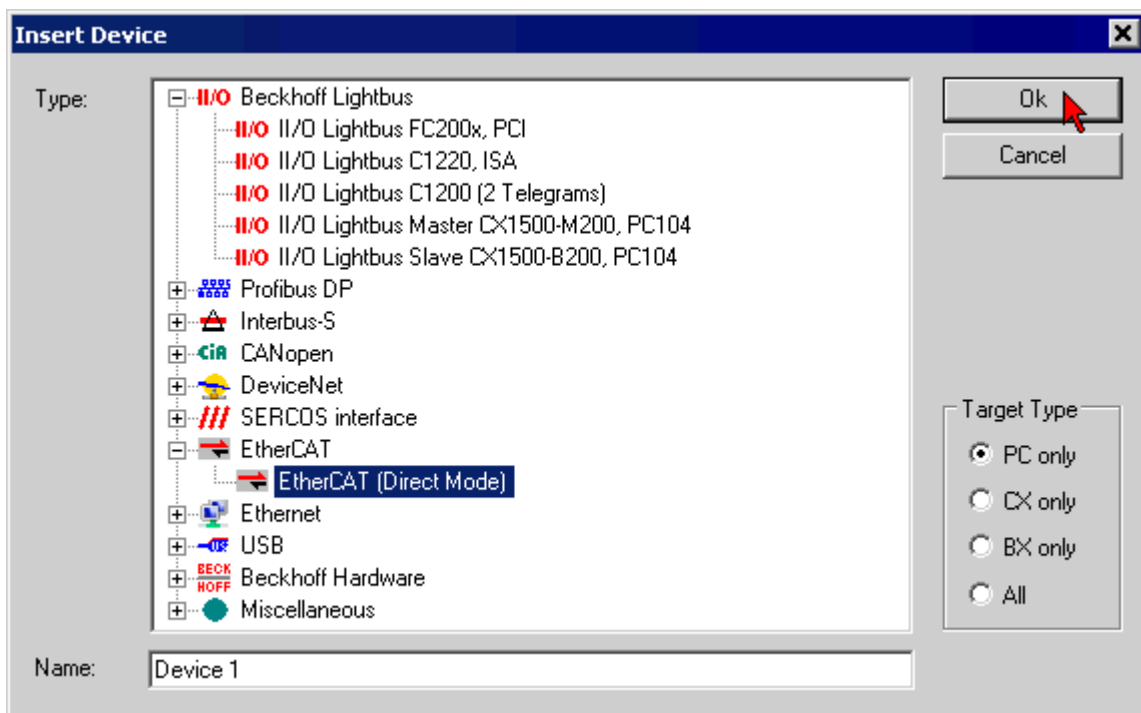 Insert Device
Type:
II/O Beckhoff Lightbus
II/O II/O Lightbus FC200x, PCI
II/O II/O Lightbus C1220, ISA
II/O II/O Lightbus C1200 (2 Telegrams)
II/O II/O Lightbus Master CX1500-M200, PC104
II/O II/O Lightbus Slave CX1500-B200, PC104
Profibus DP
Interbus-S
CiA CANopen
DeviceNet
SERCOS interface
EtherCAT
EtherCAT (Direct Mode)
Ethernet
USB
BECK
HOFF
Beckhoff Hardware
Miscellaneous
Ok
Cancel
Target Type
PC only
CX only
BX only
All
Name:
Device 1